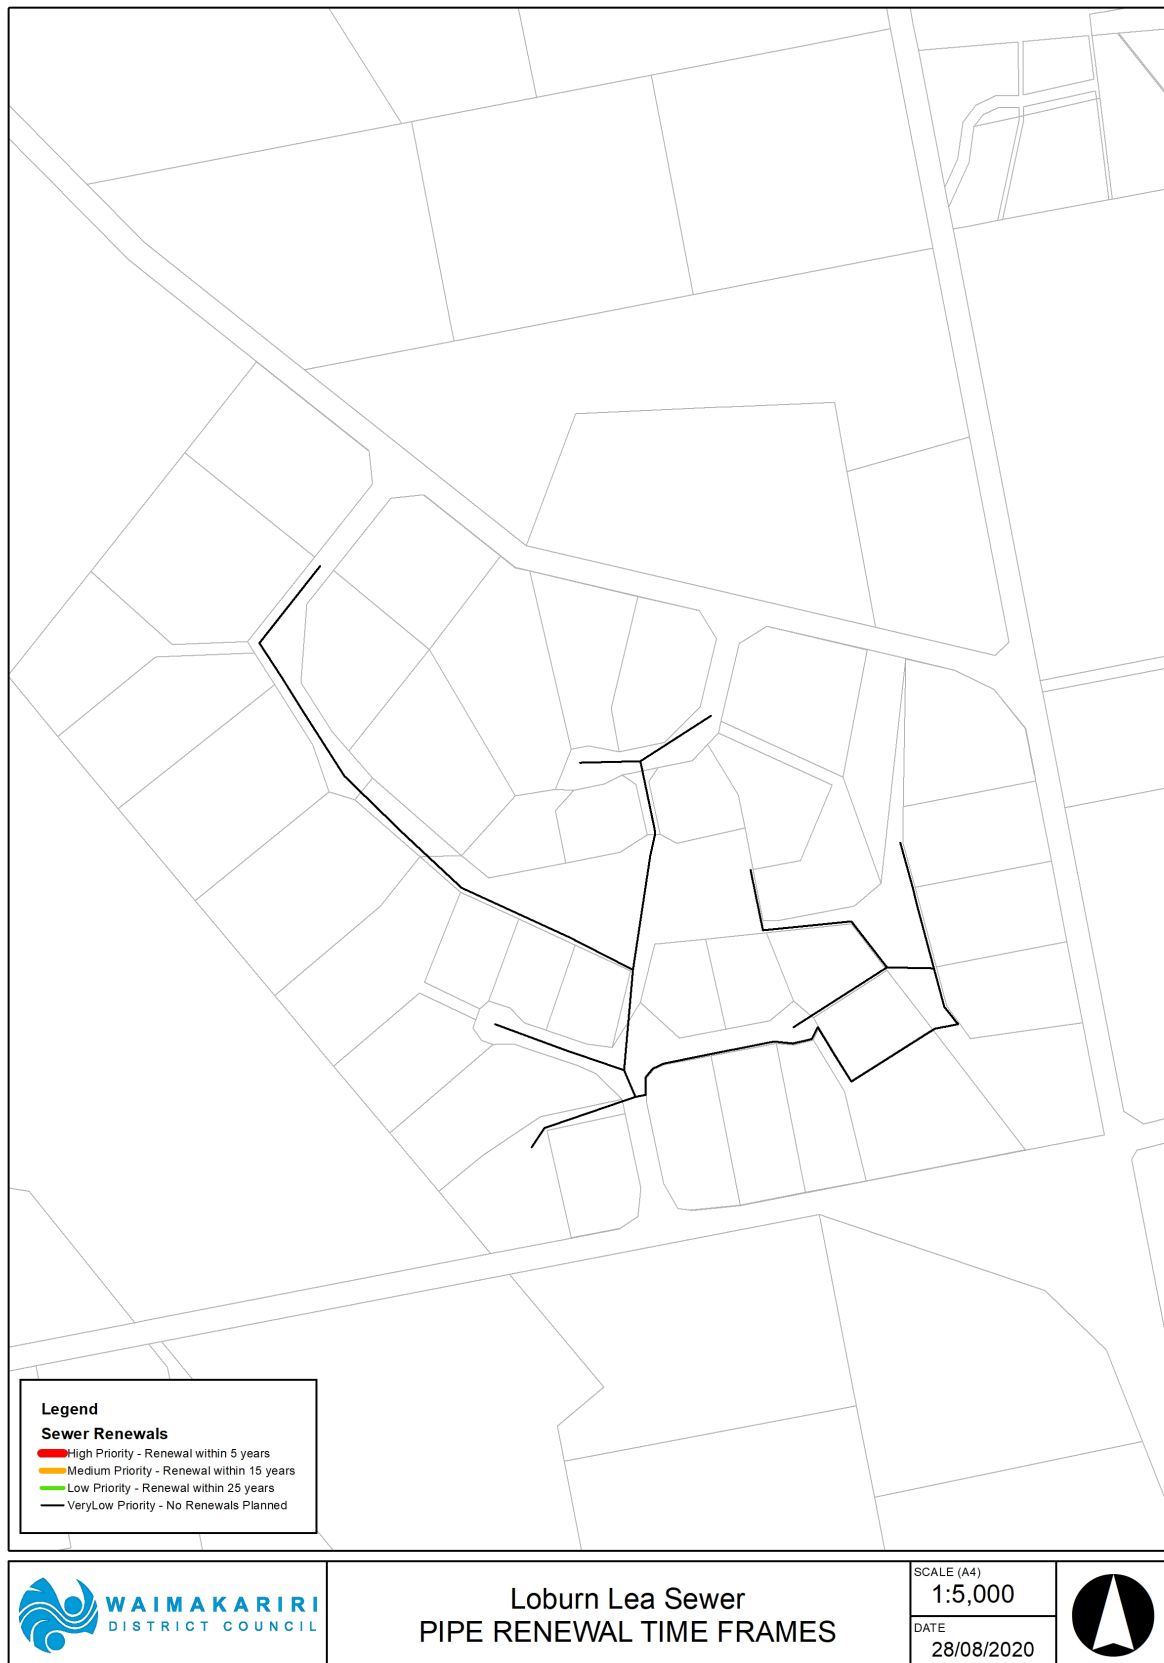 Legend
Sewer Renewals
High Priority - Renewal within 5 years
Medium Priority - Renewal within 15 years
Low Priority - Renewal within 25 years
VeryLow Priority - No Renewals Planned
WAIMAKARIRI
DISTRICT COUNCIL
Loburn Lea Sewer
PIPE RENEWAL TIME FRAMES
SCALE (A4)
1:5,000
DATE
28/08/2020